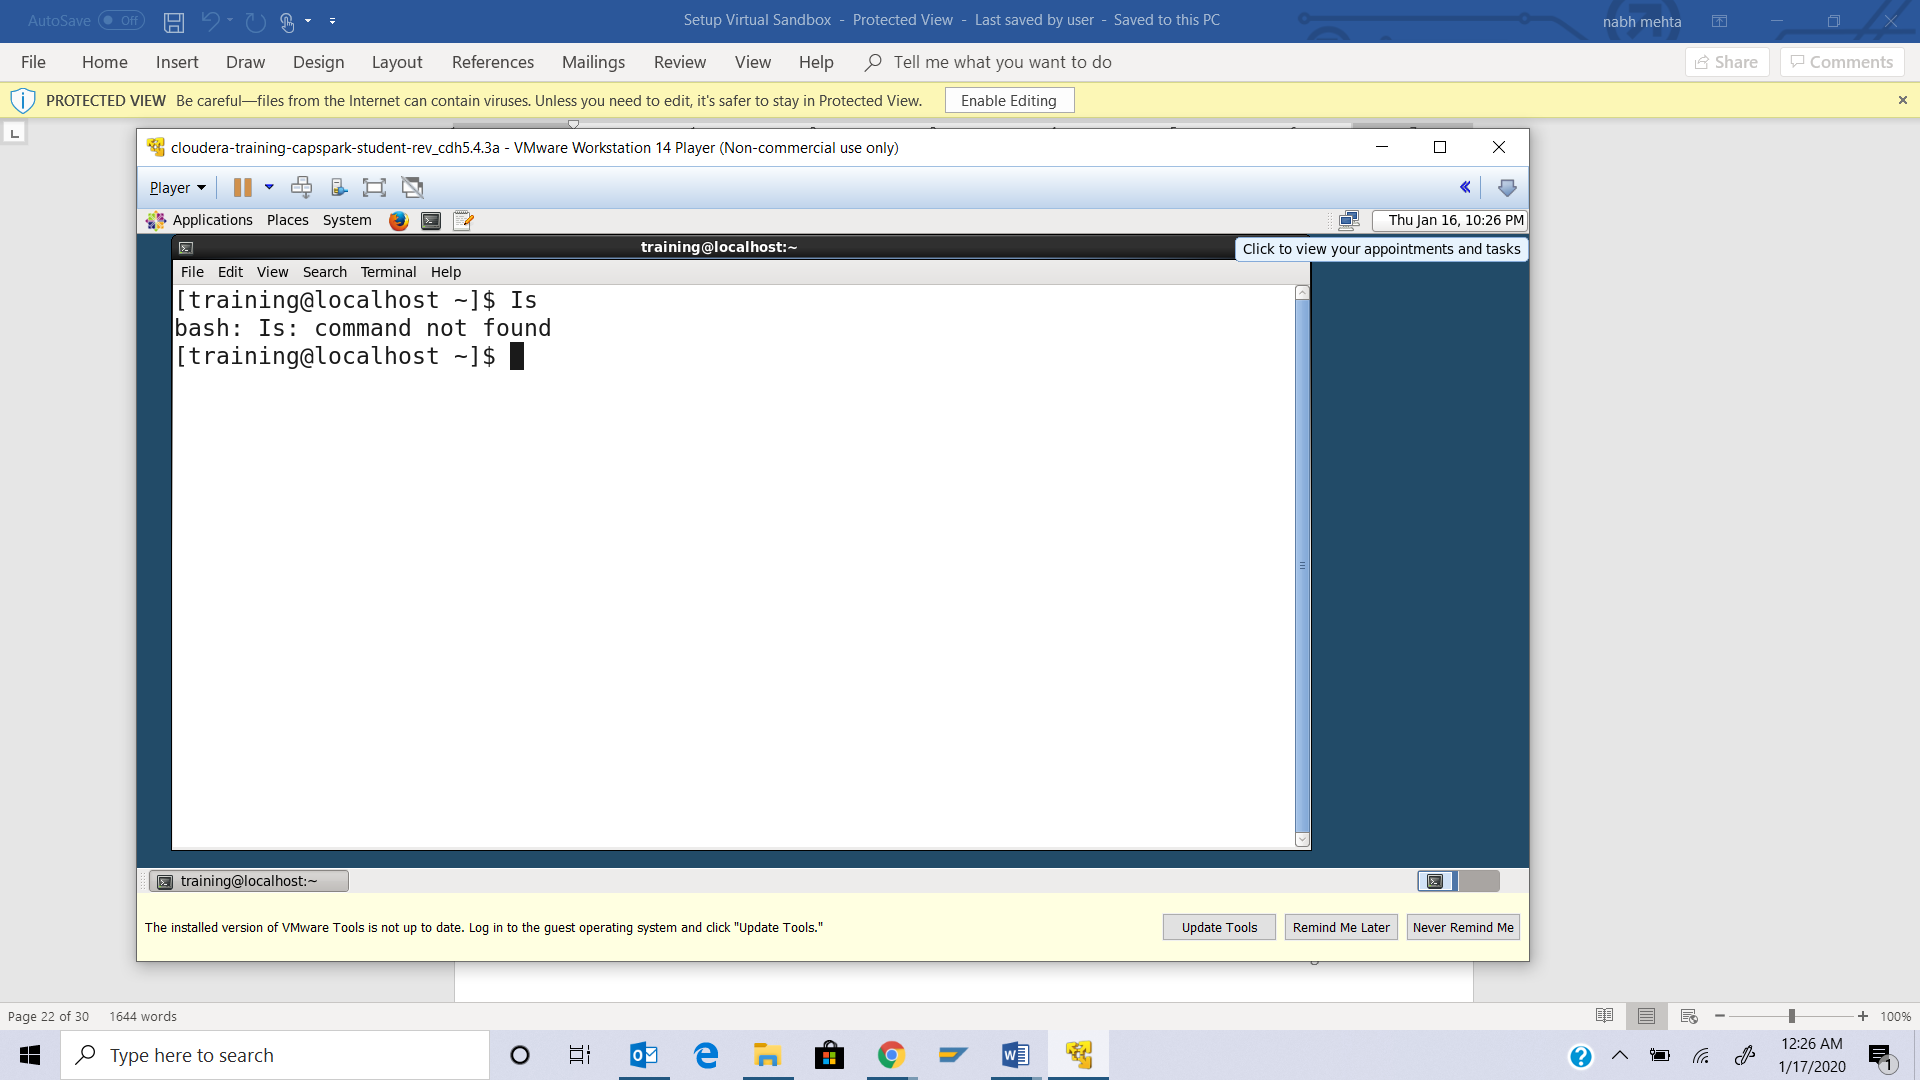 AutoSave Off Setup Virtual Sandbox - Protected View - Last saved by user - Saved to this PC nabh mehta
File Home Insert Draw Design Layout References Mailings Review View Help Tell me what you want to do Share Comments
PROTECTED VIEW Be careful—files from the Internet can contain viruses. Unless you need to edit, it's safer to stay in Protected View. Enable Editing
cloudera-training-capspark-student-rev_cdh5.4.3a - VMware Workstation 14 Player (Non-commercial use only)
Player
Applications Places System Thu Jan 16, 10:26 PM
training@localhost:~
Click to view your appointments and tasks
File Edit View Search Terminal Help
[training@localhost ~]$ Is
bash: Is: command not found
[training@localhost ~]$
training@localhost:~
The installed version of VMware Tools is not up to date. Log in to the guest operating system and click "Update Tools." Update Tools Remind Me Later Never Remind Me
Page 22 of 30 1644 words 100%
Type here to search
12:26 AM
1/17/2020
1